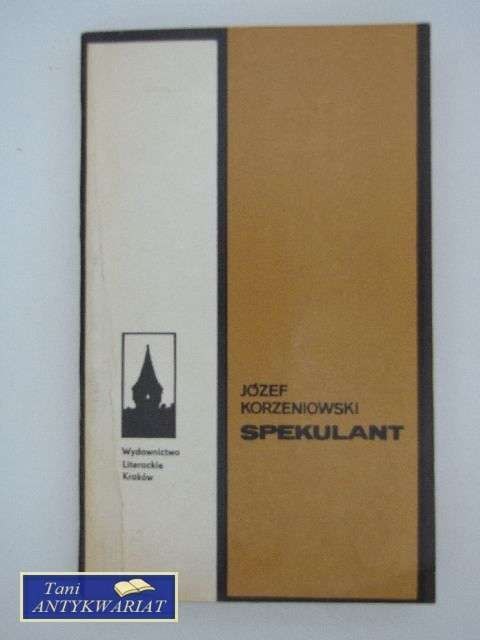 JÓZEF
KORZENIOWSKI
SPEKULANT
Wydawnictwo
Literackie
Kraków
Tani
ANTYKWARIAT